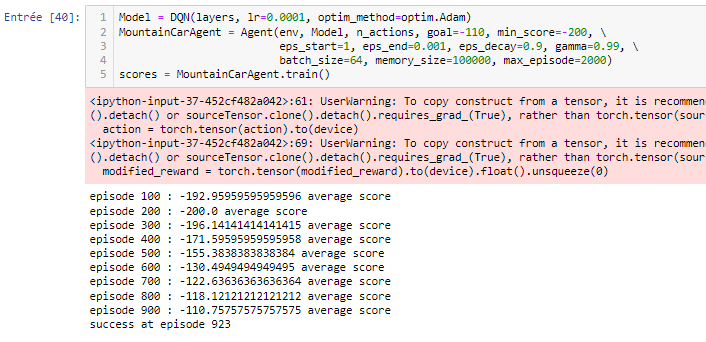 Entrée [40]:
1 Model = DQN(layers, lr=0.0001, optim_method=optim.Adam)
2 MountainCarAgent = Agent(env, Model, n_actions, goal=-110, min_score=-200, \
3 eps_start=1, eps_end=0.001, eps_decay=0.9, gamma=0.99, \
4 batch_size=64, memory_size=100000, max_episode=2000)
5 scores = MountainCarAgent.train()
<ipython-input-37-452cf482a042>:61: UserWarning: To copy construct from a tensor, it is recommen
().detach() or sourceTensor.clone().detach().requires_grad_(True), rather than torch.tensor(sour
action = torch.tensor(action).to(device)
<ipython-input-37-452cf482a042>:69: UserWarning: To copy construct from a tensor, it is recommen
().detach() or sourceTensor.clone().detach().requires_grad_(True), rather than torch.tensor(sour
modified_reward = torch.tensor(modified_reward).to(device).float().unsqueeze(0)
episode 100 : -192.95959595959596 average score
episode 200 : -200.0 average score
episode 300 : -196.14141414141415 average score
episode 400 : -171.59595959595958 average score
episode 500 : -155.3838383838384 average score
episode 600 : -130.4949494949495 average score
episode 700 : -122.63636363636364 average score
episode 800 : -118.12121212121212 average score
episode 900 : -110.75757575757575 average score
success at episode 923